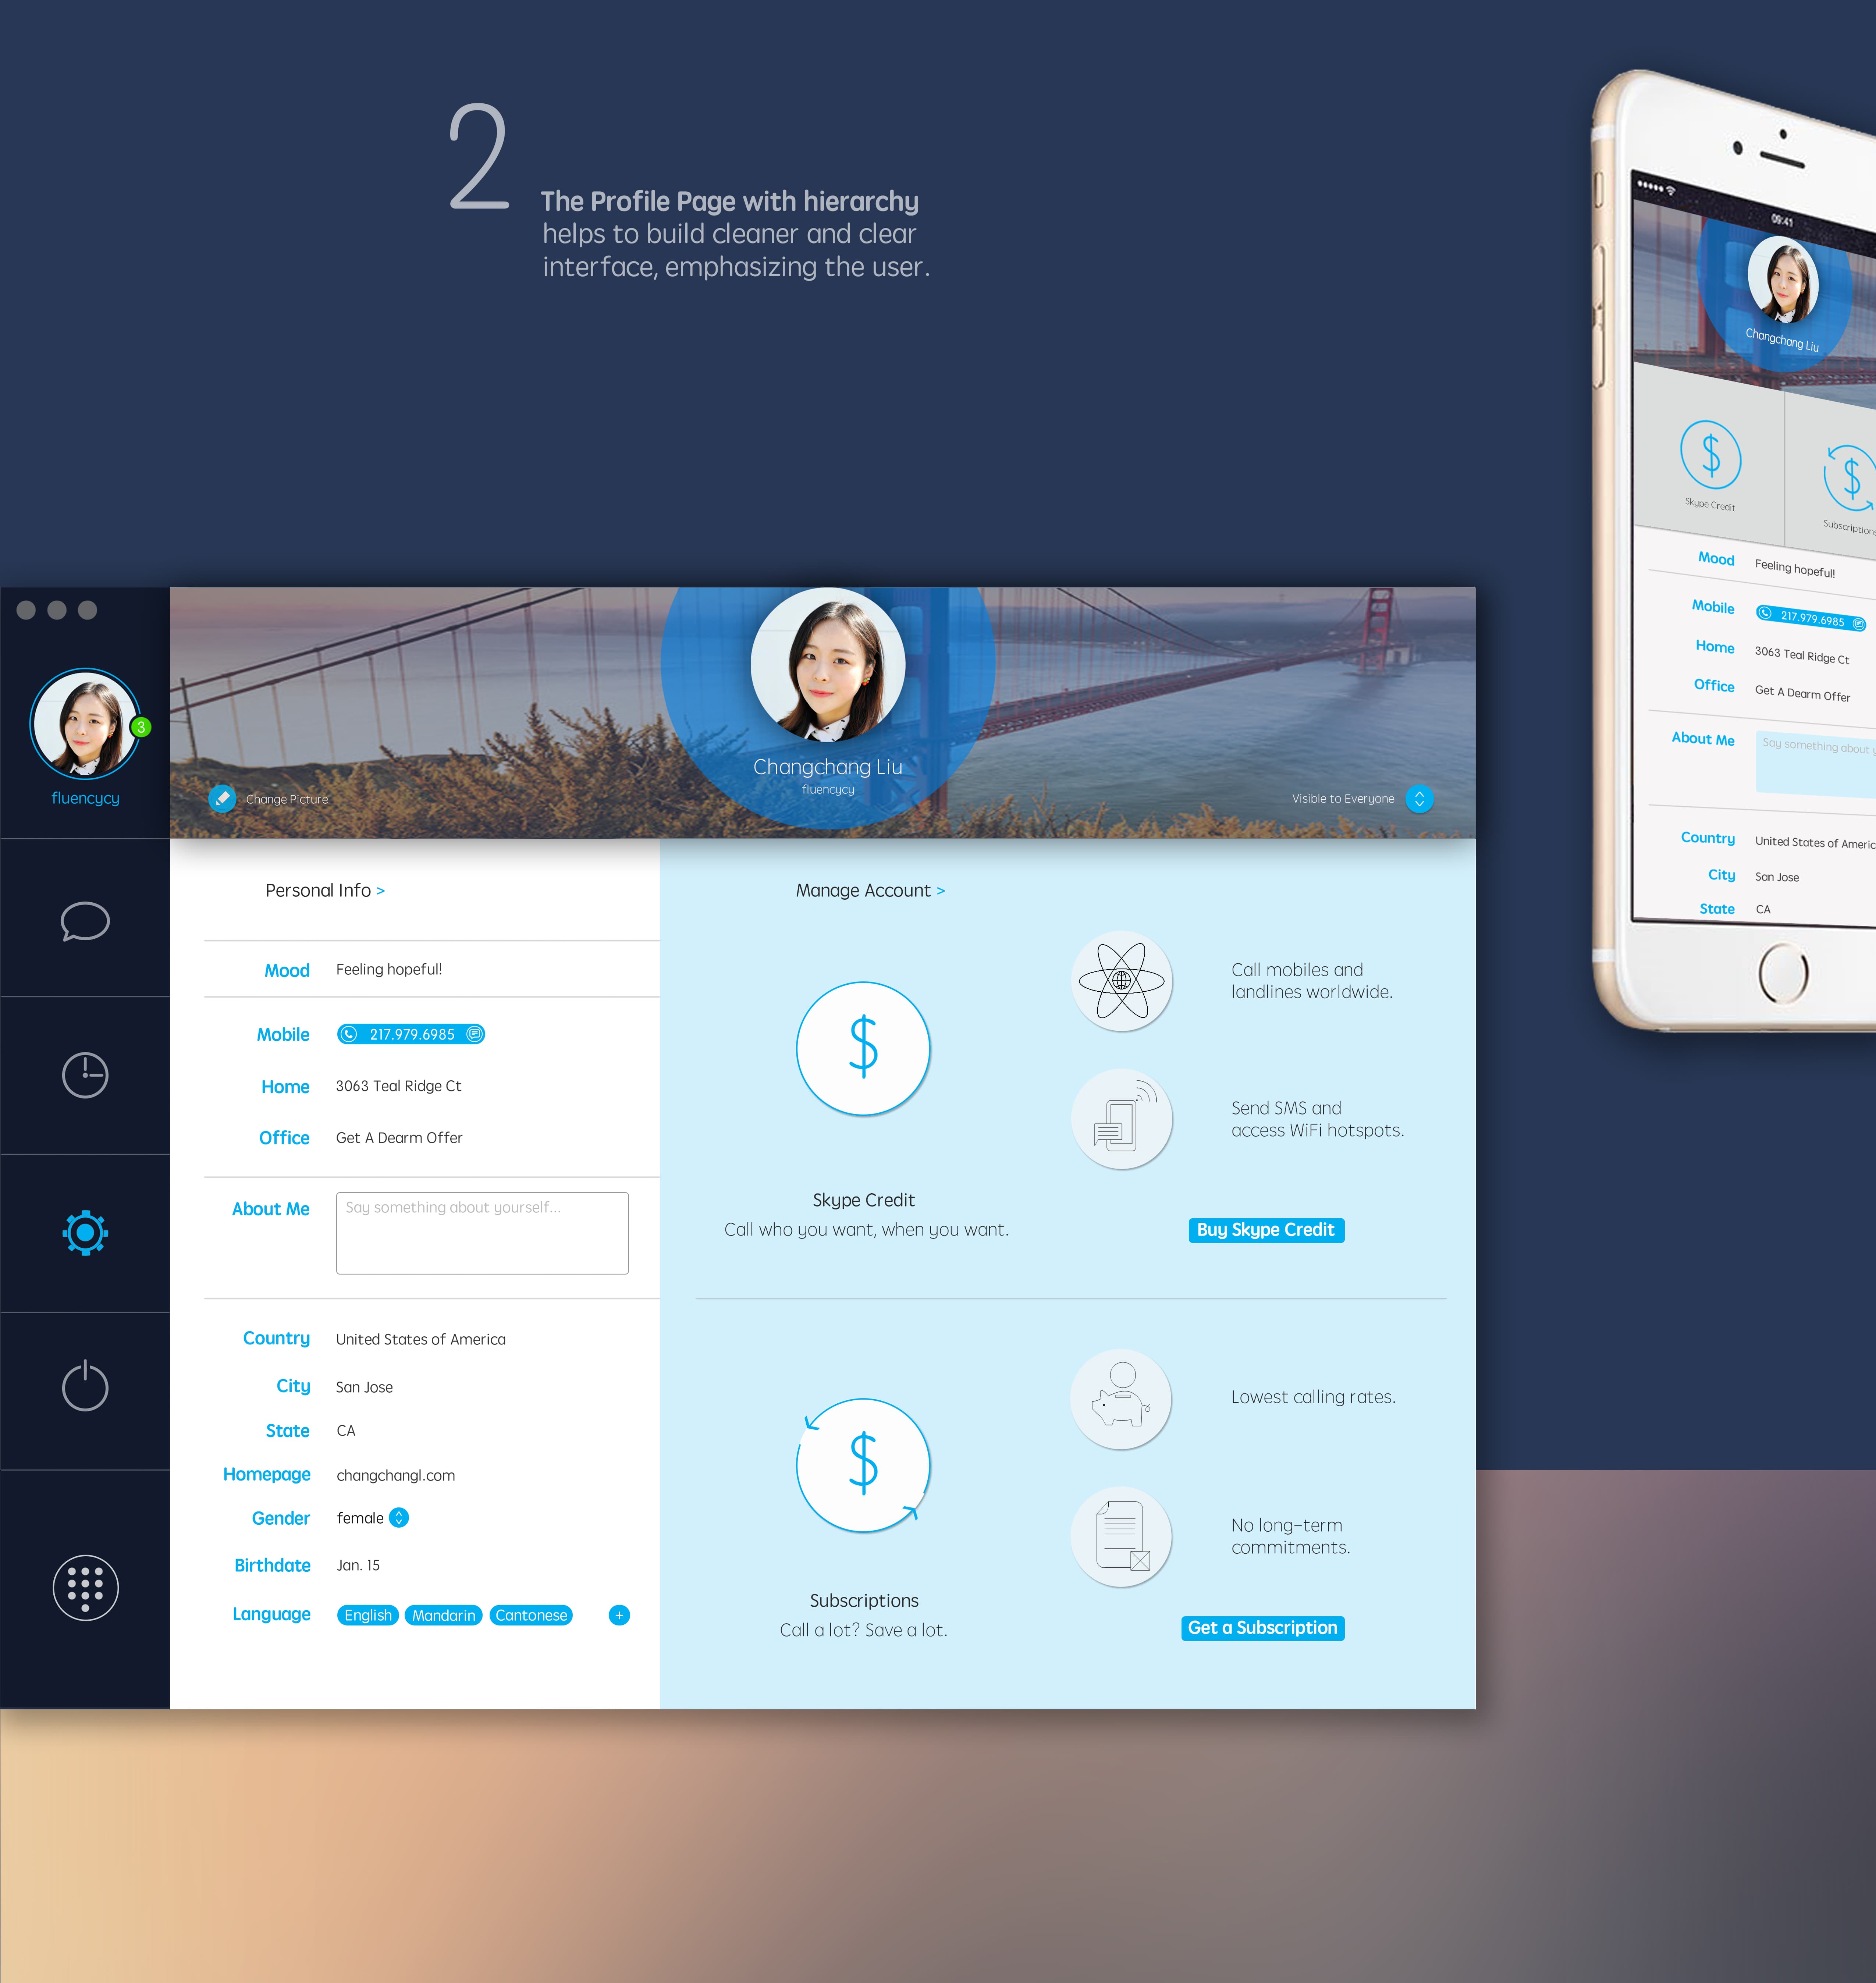 2
The Profile Page with hierarchy
helps to build cleaner and clear
interface, emphasizing the user.
09:41
Changchang Liu
Skype Credit
Subscriptions
Mood Feeling hopeful!
Mobile 217.979.6985
Home 3063 Teal Ridge Ct
Office Get A Dearm Offer
About Me Say something about
Country United States of Americ
City San Jose
State CA
3
fluencycy
Changchang Liu
fluencycy
Change Picture
Visible to Everyone
Personal Info >
Mood Feeling hopeful!
Mobile 217.979.6985
Home 3063 Teal Ridge Ct
Office Get A Dearm Offer
About Me Say something about yourself...
Country United States of America
City San Jose
State CA
Homepage changchangl.com
Gender female
Birthdate Jan. 15
Language English Mandarin Cantonese +
Manage Account >
$
Call mobiles and
landlines worldwide.
Send SMS and
access WiFi hotspots.
Skype Credit
Call who you want, when you want.
Buy Skype Credit
$
Lowest calling rates.
No long-term
commitments.
Subscriptions
Call a lot? Save a lot.
Get a Subscription